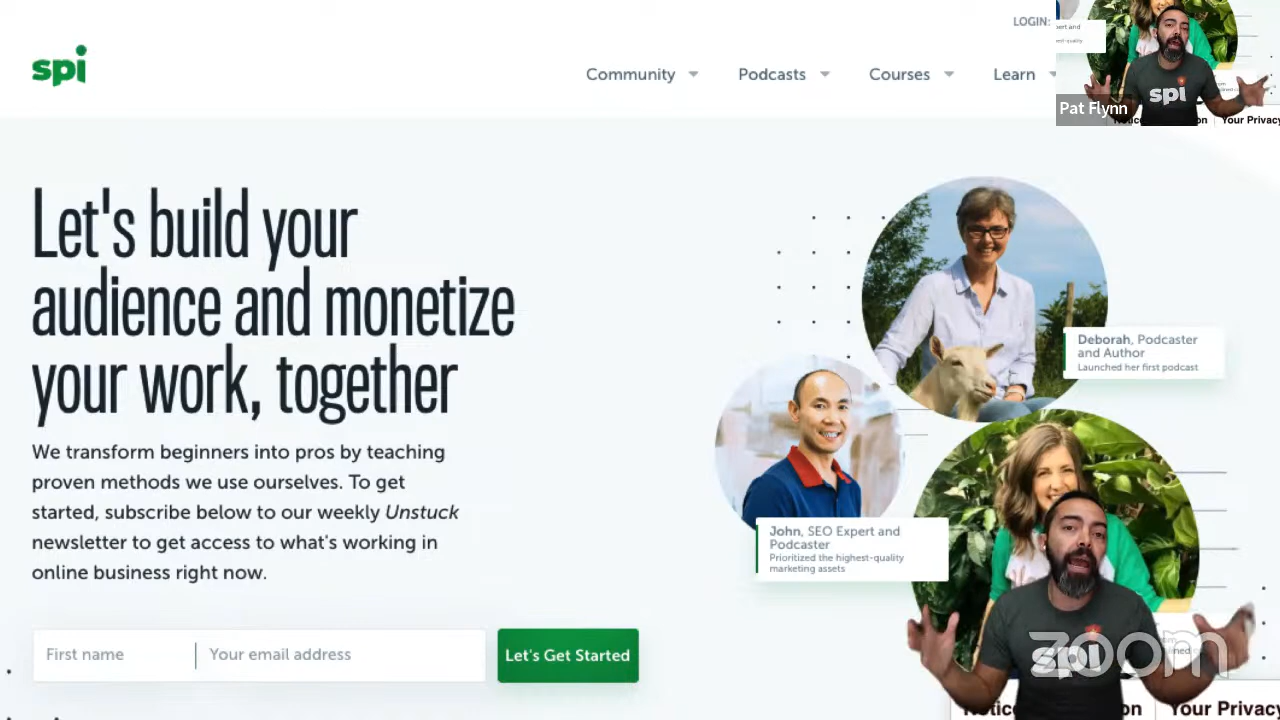 LOGIN:
spi
Community
Podcasts
Courses
Learn
spi
Pat Flynn
Your Privacy
Let's build your
audience and monetize
your work, together
We transform beginners into pros by teaching
proven methods we use ourselves. To get
started, subscribe below to our weekly Unstuck
newsletter to get access to what's working in
online business right now.
First name
Your email address
Let's Get Started
Deborah, Podcaster
and Author
Launched her first podcast
John, SEO Expert and
Podcaster
Prioritized the highest-quality
marketing assets
zoom
spi
Your Privacy